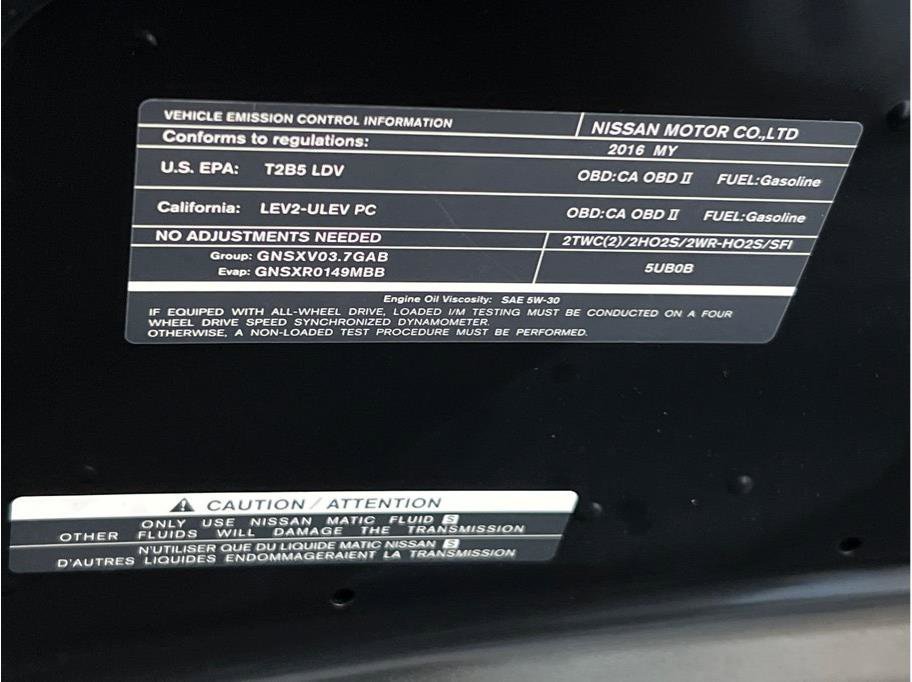 VEHICLE EMISSION CONTROL INFORMATION
NISSAN MOTOR CO.,LTD
Conforms to regulations:
2016 MY
U.S. EPA: T2B5 LDV
OBD:CA OBD II FUEL:Gasoline
California: LEV2-ULEV PC
OBD:CA OBD II FUEL:Gasoline
NO ADJUSTMENTS NEEDED
2TWC(2)/2HO2S/2WR-HO2S/SFI
Group: GNSXV03.7GAB
Evap: GNSXR0149MBB
5UB0B
Engine Oil Viscosity: SAE 5W-30
IF EQUIPED WITH ALL-WHEEL DRIVE, LOADED I/M TESTING MUST BE CONDUCTED ON A FOUR
WHEEL DRIVE SPEED SYNCHRONIZED DYNAMOMETER.
OTHERWISE, A NON-LOADED TEST PROCEDURE MUST BE PERFORMED.
CAUTION / ATTENTION
ONLY USE NISSAN MATIC FLUID S
OTHER FLUIDS WILL DAMAGE THE TRANSMISSION
N'UTILISER QUE DU LIQUIDE MATIC NISSAN S
D'AUTRES LIQUIDES ENDOMMAGERAIENT LA TRANSMISSION